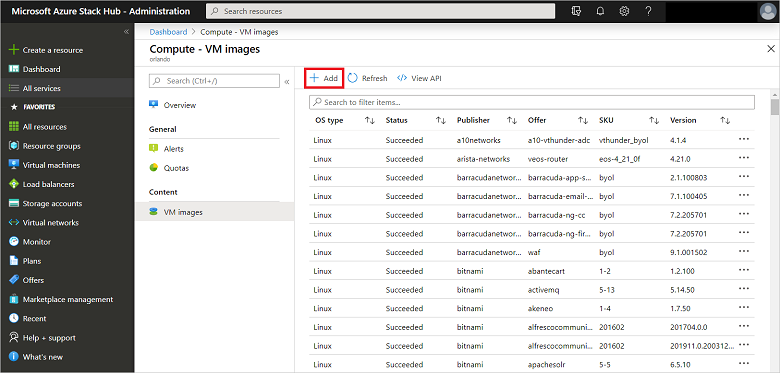 Microsoft Azure Stack Hub - Administration
Search resources
Create a resource
Dashboard
All services
FAVORITES
All resources
Resource groups
Virtual machines
Load balancers
Storage accounts
Virtual networks
Monitor
Plans
Offers
Marketplace management
Recent
Help + support
What's new
Dashboard > Compute - VM images
Compute - VM images
orlando
Search (Ctrl+/)
Overview
General
Alerts
Quotas
Content
VM images
Add Refresh View API
Search to filter items...
OS type Status Publisher Offer SKU Version
Linux Succeeded a10networks a10-vthunder-adc vthunder_byol 4.1.4
Linux Succeeded arista-networks veos-router eos-4_21_0f 4.21.0
Linux Succeeded barracudanetwor... barracuda-app-s... byol 2.1.100803
Linux Succeeded barracudanetwor... barracuda-email-... byol 7.1.100405
Linux Succeeded barracudanetwor... barracuda-ng-cc byol 7.2.205701
Linux Succeeded barracudanetwor... barracuda-ng-fir... byol 7.2.205701
Linux Succeeded barracudanetwor... waf byol 9.1.001502
Linux Succeeded bitnami abantecart 1-2 1.2.100
Linux Succeeded bitnami activemq 5-13 5.14.50
Linux Succeeded bitnami akeneo 1-4 1.7.50
Linux Succeeded bitnami alfrescocommuni... 201602 201704.0.0
Linux Succeeded bitnami alfrescocommuni... 201602 201911.0.200312...
Linux Succeeded bitnami apachesolr 5-5 6.5.10